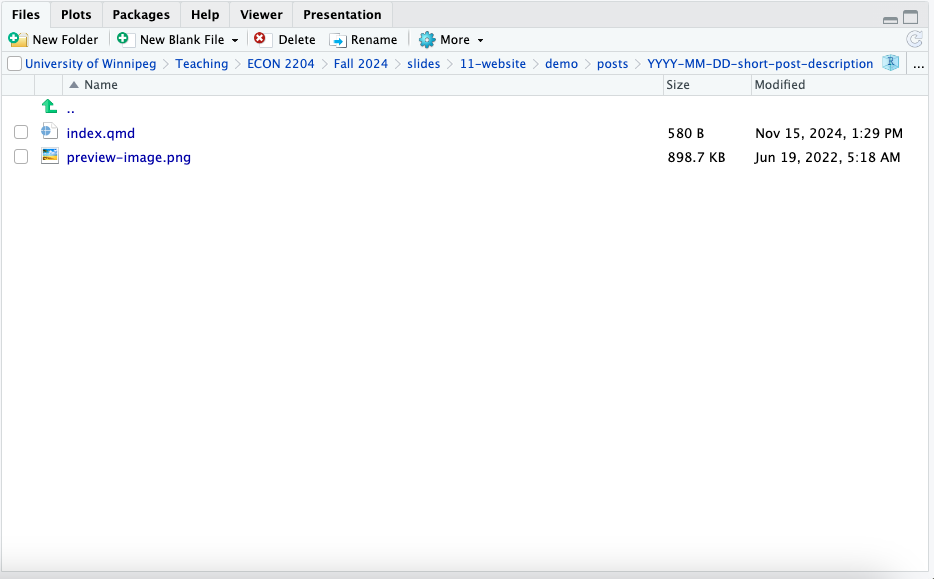 Files Plots Packages Help Viewer Presentation
New Folder New Blank File Delete Rename More
University of Winnipeg Teaching ECON 2204 Fall 2024 slides 11-website demo posts YYYY-MM-DD-short-post-description R ...
Name Size Modified
..
index.qmd 580 B Nov 15, 2024, 1:29 PM
preview-image.png 898.7 KB Jun 19, 2022, 5:18 AM